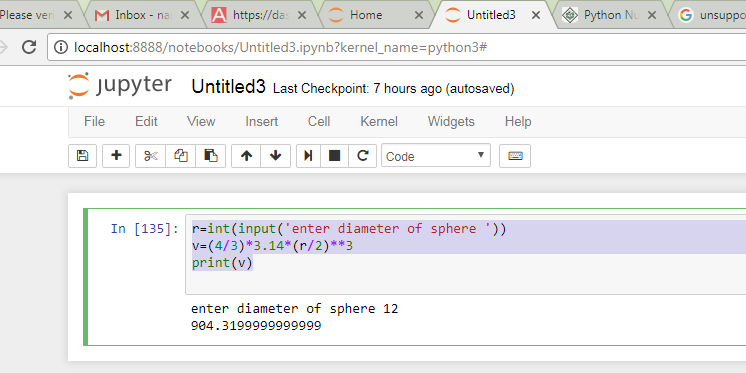 Please veri
Inbox - na
https://das
Home
Untitled3
Python Nu
unsuppo
localhost:8888/notebooks/Untitled3.ipynb?kernel_name=python3#
jupyter Untitled3 Last Checkpoint: 7 hours ago (autosaved)
File Edit View Insert Cell Kernel Widgets Help
Code
In [135]: r=int(input('enter diameter of sphere '))
v=(4/3)*3.14*(r/2)**3
print(v)
enter diameter of sphere 12
904.3199999999999